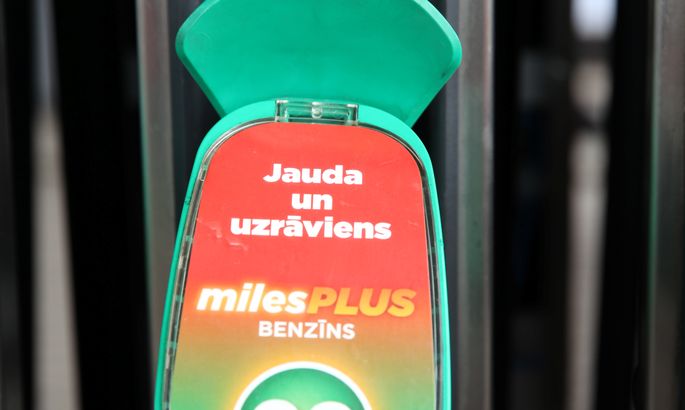 Jauda
un
uzrāviens
milesPLUS
BENZĪNS